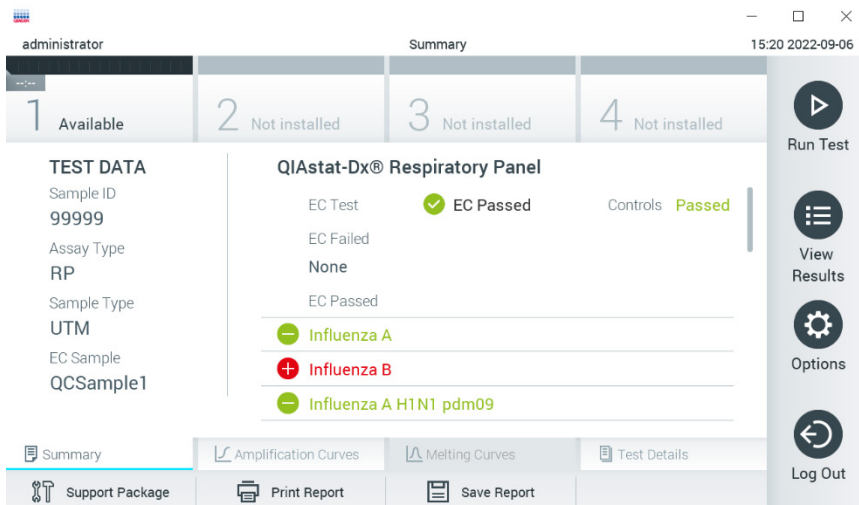 QIAGEN
administrator
Summary
15:20 2022-09-06
--:--
1 Available
2 Not installed
3 Not installed
4 Not installed
Run Test
TEST DATA
Sample ID
99999
Assay Type
RP
Sample Type
UTM
EC Sample
QCSample1
QIAstat-Dx® Respiratory Panel
EC Test EC Passed Controls Passed
EC Failed
None
EC Passed
Influenza A
Influenza B
Influenza A H1N1 pdm09
View
Results
Options
Log Out
Summary
Amplification Curves
Melting Curves
Test Details
Support Package
Print Report
Save Report